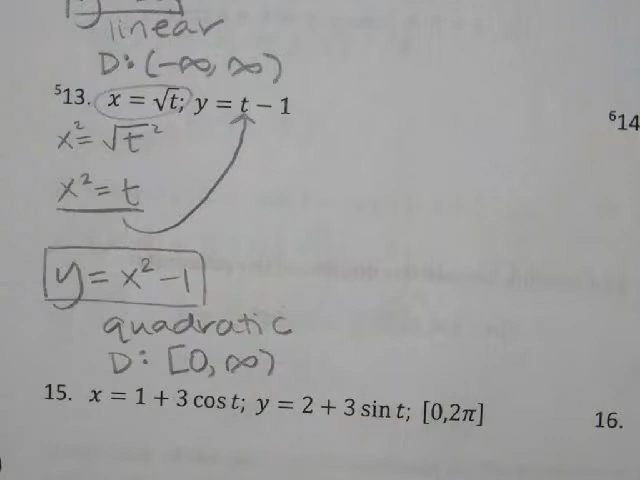 linear
D: (-∞, ∞)
⁵13. x = √t; y = t − 1
x² = √t²
x² = t
y = x² − 1
quadratic
D: [0, ∞)
⁶14
15. x = 1 + 3 cos t; y = 2 + 3 sin t; [0,2π]
16.